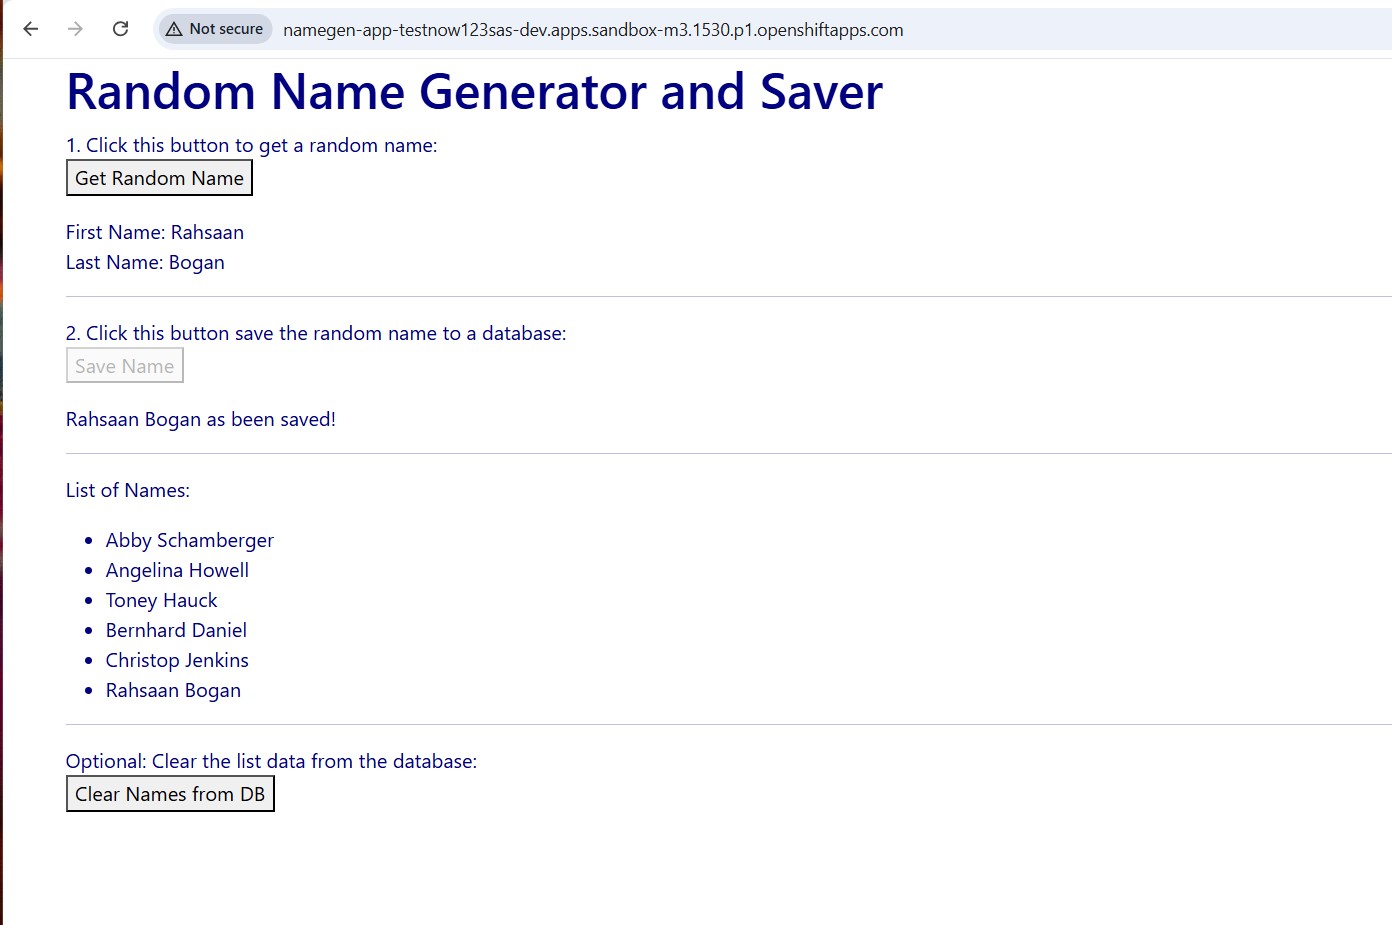 Not secure namegen-app-testnow123sas-dev.apps.sandbox-m3.1530.p1.openshiftapps.com
Random Name Generator and Saver
1. Click this button to get a random name:
Get Random Name
First Name: Rahsaan
Last Name: Bogan
2. Click this button save the random name to a database:
Save Name
Rahsaan Bogan as been saved!
List of Names:
Abby Schamberger
Angelina Howell
Toney Hauck
Bernhard Daniel
Christop Jenkins
Rahsaan Bogan
Optional: Clear the list data from the database:
Clear Names from DB